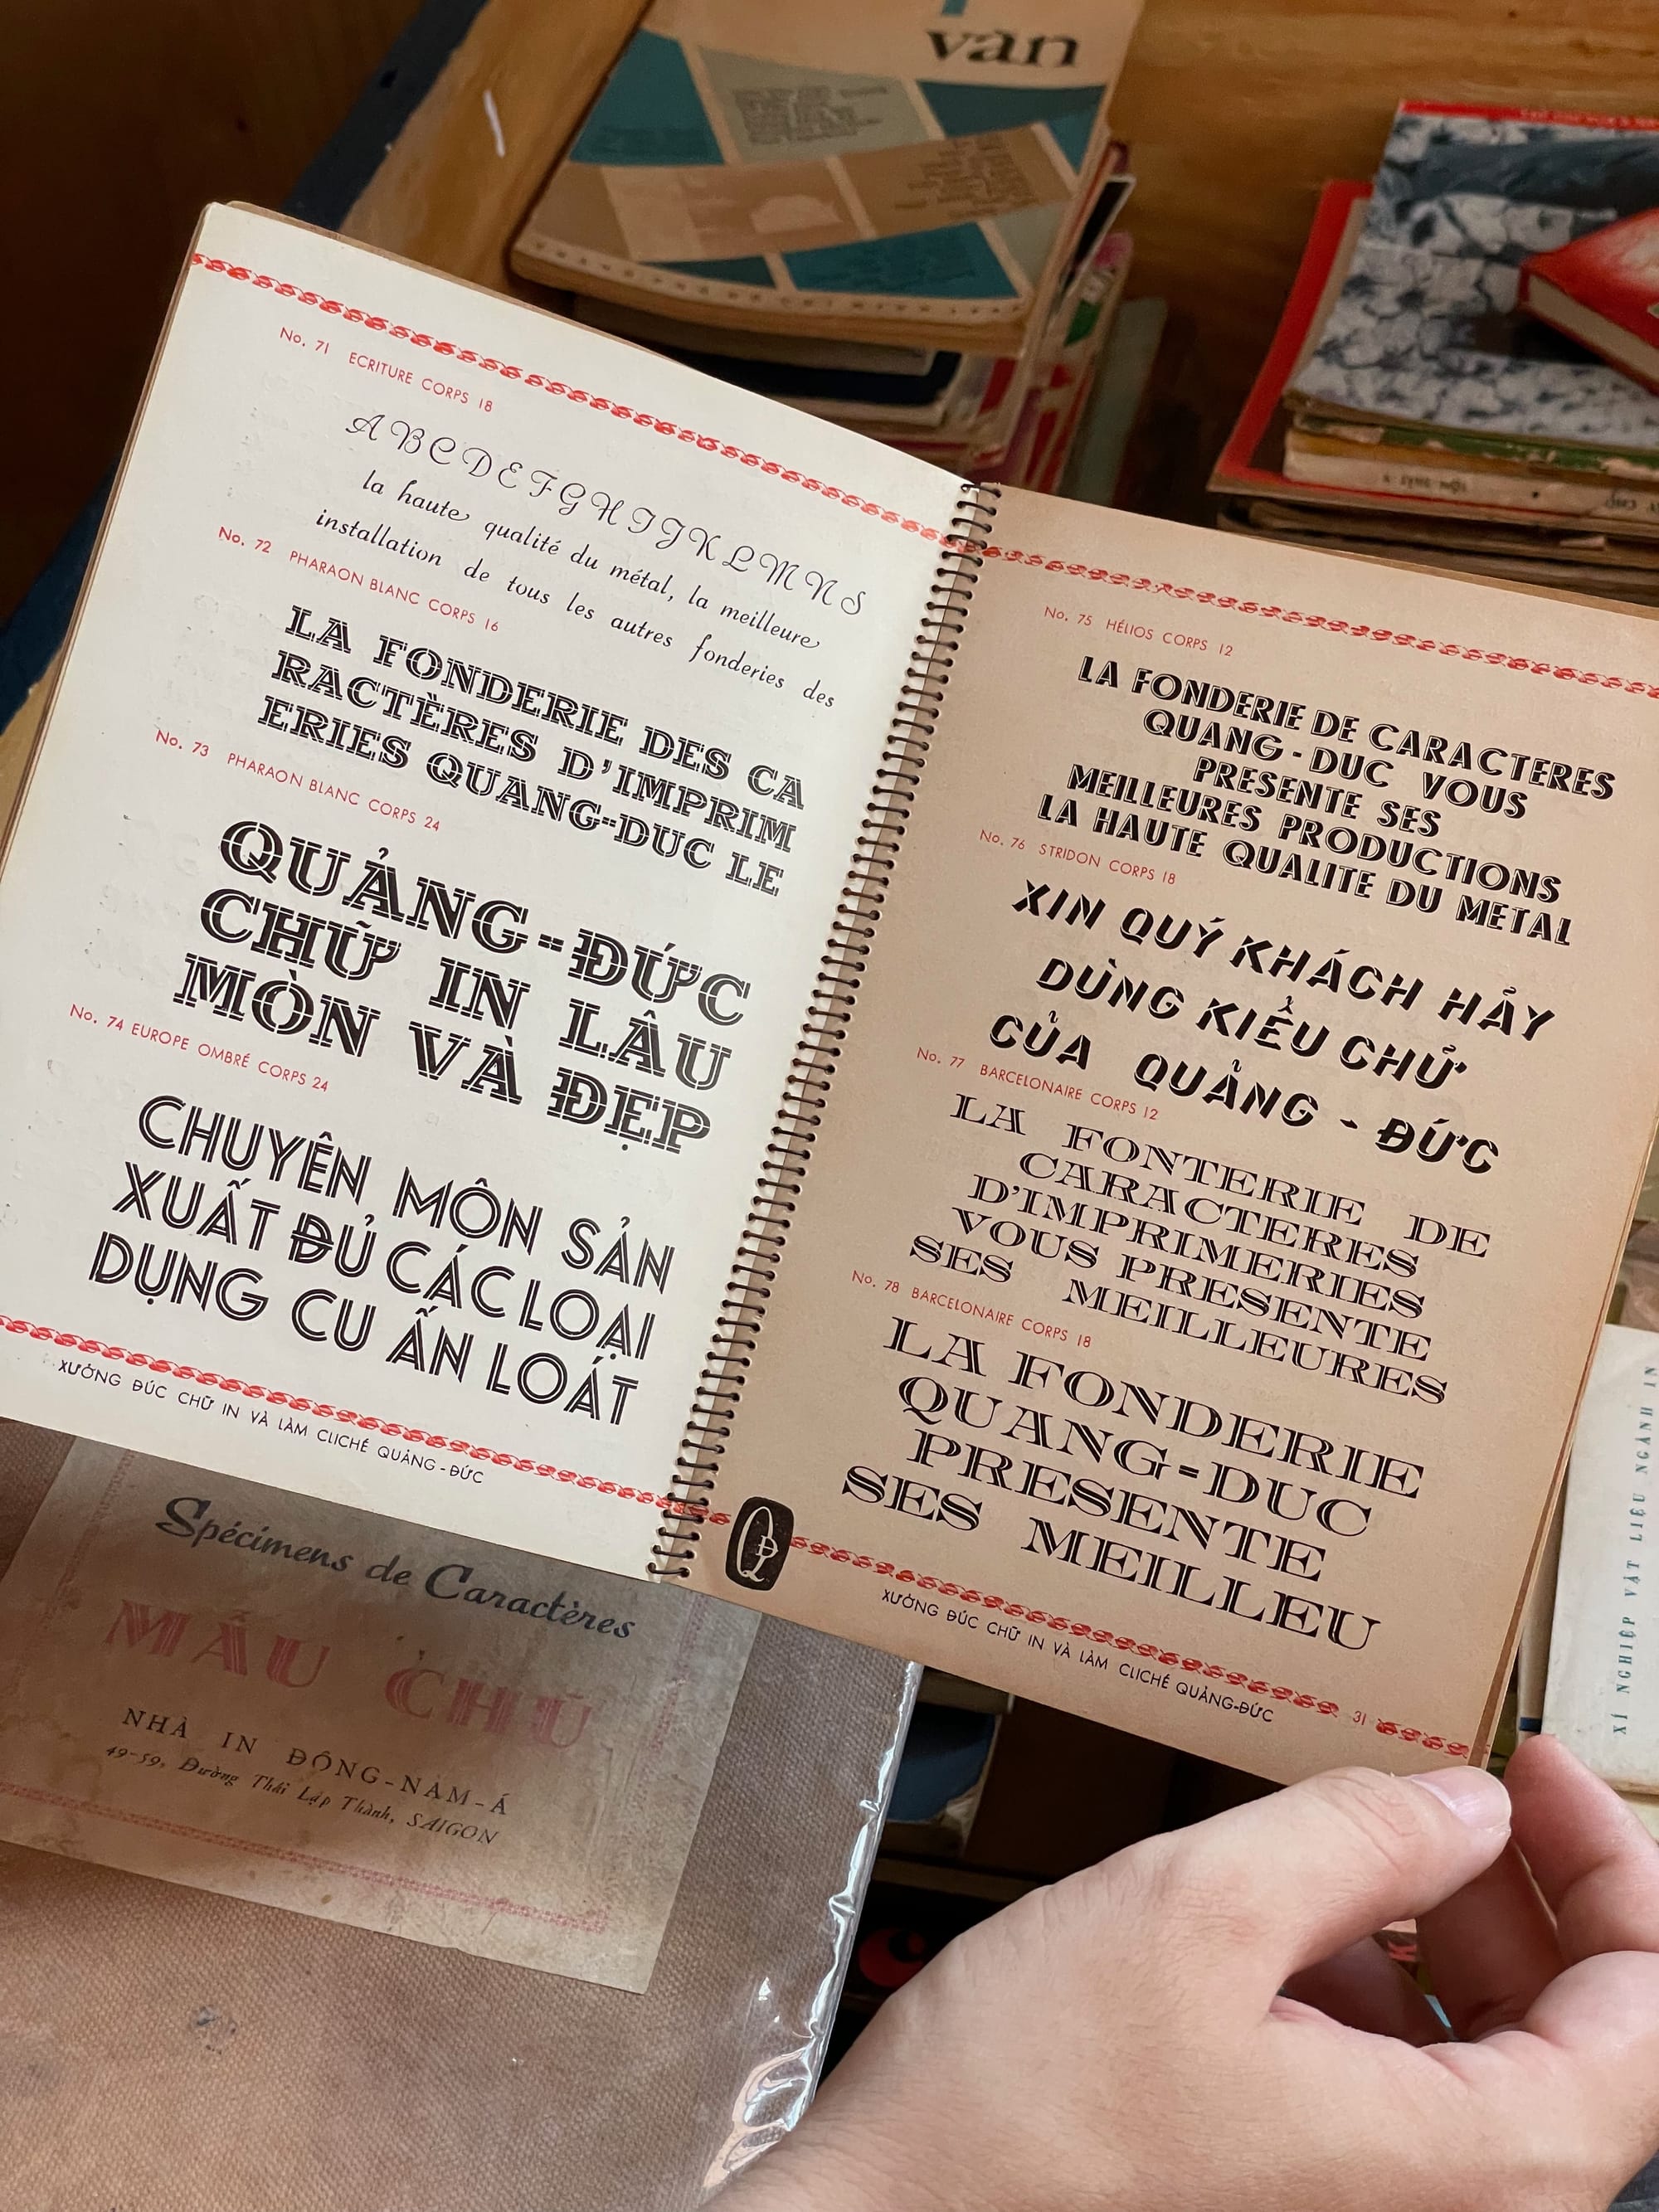 văn
No. 71 ECRITURE CORPS 18
A B C D E F G H I J K L M N S
la haute qualité du métal, la meilleure
installation de tous les autres fonderies des
No. 72 PHARAON BLANC CORPS 16
LA FONDERIE DES CA
RACTÈRES D'IMPRIM
ERIES QUANG-DUC LE
No. 73 PHARAON BLANC CORPS 24
QUẢNG-ĐỨC
CHỮ IN LÂU
MÒN VÀ ĐẸP
No. 74 EUROPE OMBRÉ CORPS 24
CHUYÊN MÔN SẢN
XUẤT ĐỦ CÁC LOẠI
DỤNG CU ẤN LOÁT
XƯỞNG ĐÚC CHỮ IN VÀ LÀM CLICHÉ QUẢNG-ĐỨC
No. 75 HÉLIOS CORPS 12
LA FONDERIE DE CARACTERES
QUANG-DUC VOUS
PRESENTE SES
MEILLEURES PRODUCTIONS
LA HAUTE QUALITE DU METAL
No. 76 STRIDON CORPS 18
XIN QUÝ KHÁCH HẢY
DÙNG KIỂU CHỬ
CỦA QUẢNG-ĐỨC
No. 77 BARCELONAIRE CORPS 12
LA FONTERIE DE
CARACTERES
D'IMPRIMERIES
VOUS PRESENTE
SES MEILLEURES
No. 78 BARCELONAIRE CORPS 18
LA FONDERIE
QUANG-DUC
PRESENTE
SES MEILLEU
QĐ
XƯỞNG ĐÚC CHỮ IN VÀ LÀM CLICHÉ QUẢNG-ĐỨC
31
Spécimens de Caractères
MẪU CHỮ
NHÀ IN ĐÔNG-NAM-Á
49-59, Đường Thái Lập Thành, SAIGON
XÍ NGHIỆP VẬT LIỆU NGÀNH IN